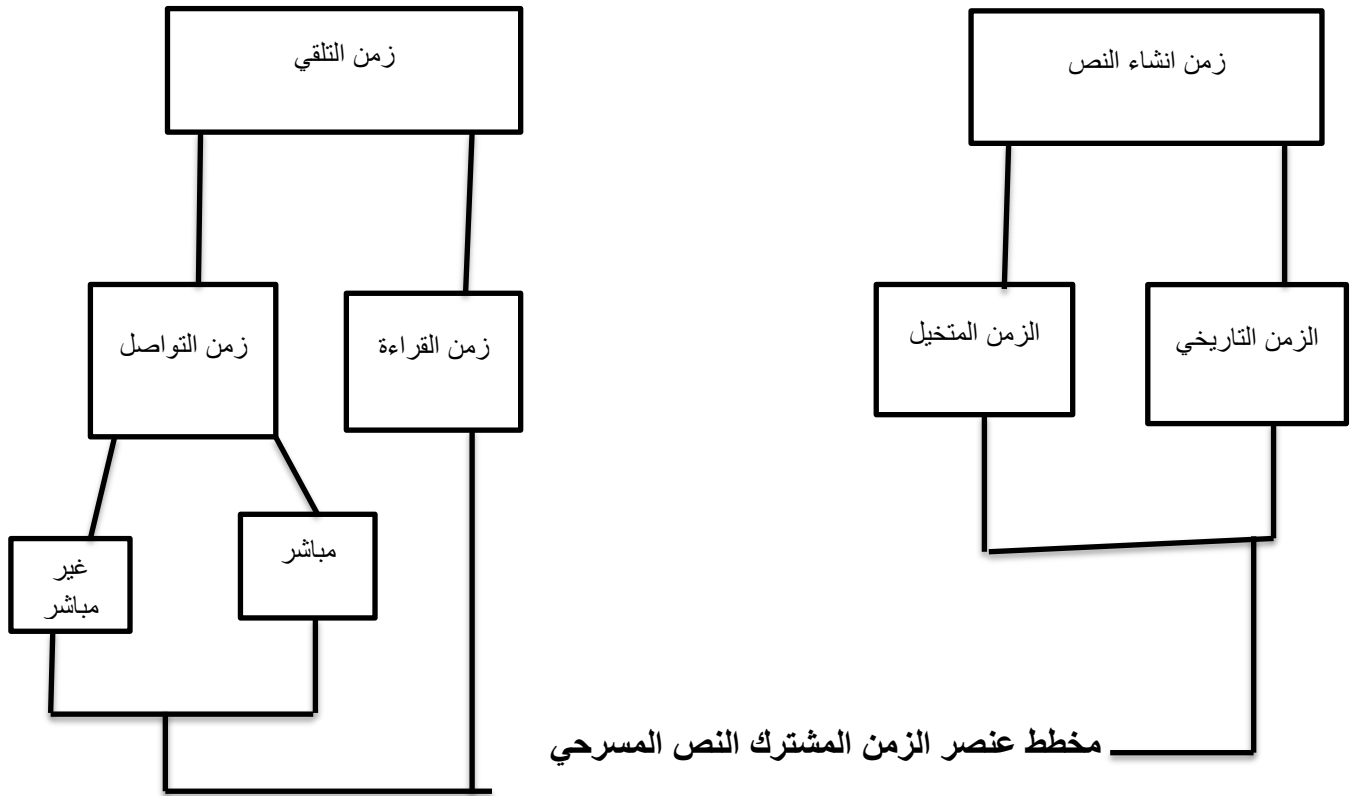 زمن انشاء النص
زمن التلقي
الزمن التاريخي
الزمن المتخيل
زمن القراءة
زمن التواصل
مباشر
غير
مباشر
مخطط عنصر الزمن المشترك النص المسرحي